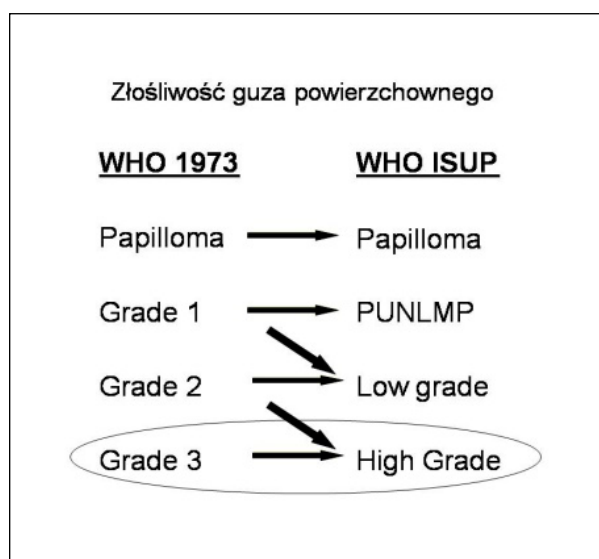 Złośliwość guza powierzchownego
WHO 1973 WHO ISUP
Papilloma Papilloma
Grade 1 PUNLMP
Grade 2 Low grade
Grade 3 High Grade